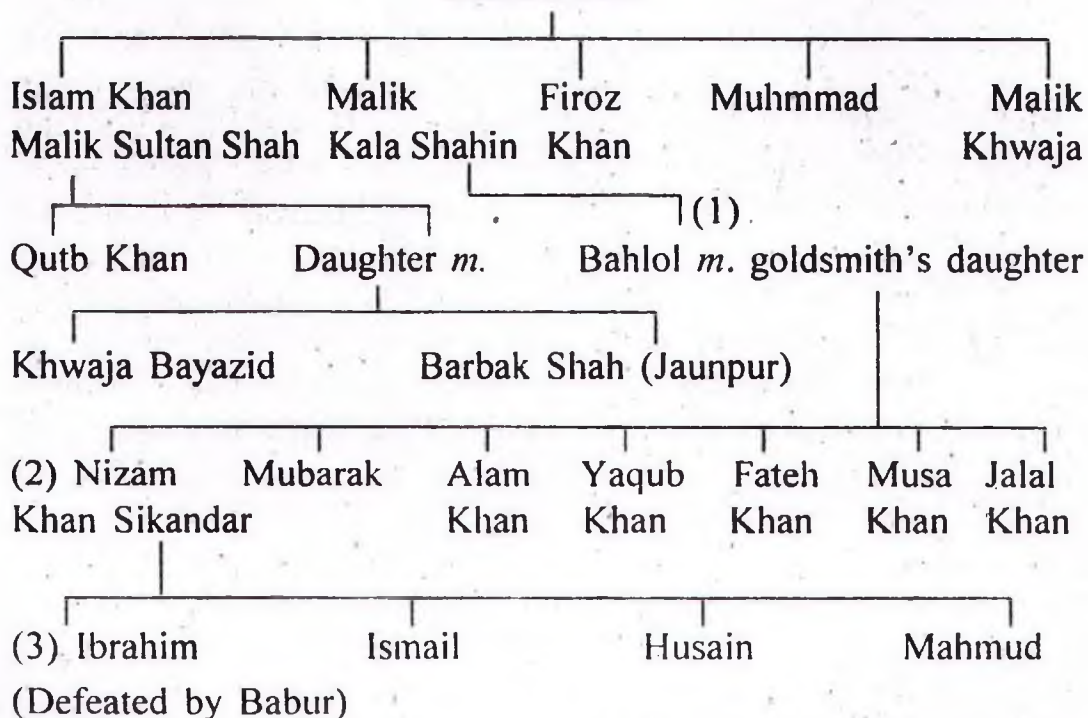 Islam Khan Malik Firoz Muhmmad Malik
Malik Sultan Shah Kala Shahin Khan Khwaja
(1)
Qutb Khan Daughter m. Bahlol m. goldsmith's daughter
Khwaja Bayazid Barbak Shah (Jaunpur)
(2) Nizam Mubarak Alam Yaqub Fateh Musa Jalal
Khan Sikandar Khan Khan Khan Khan Khan
(3) Ibrahim Ismail Husain Mahmud
(Defeated by Babur)